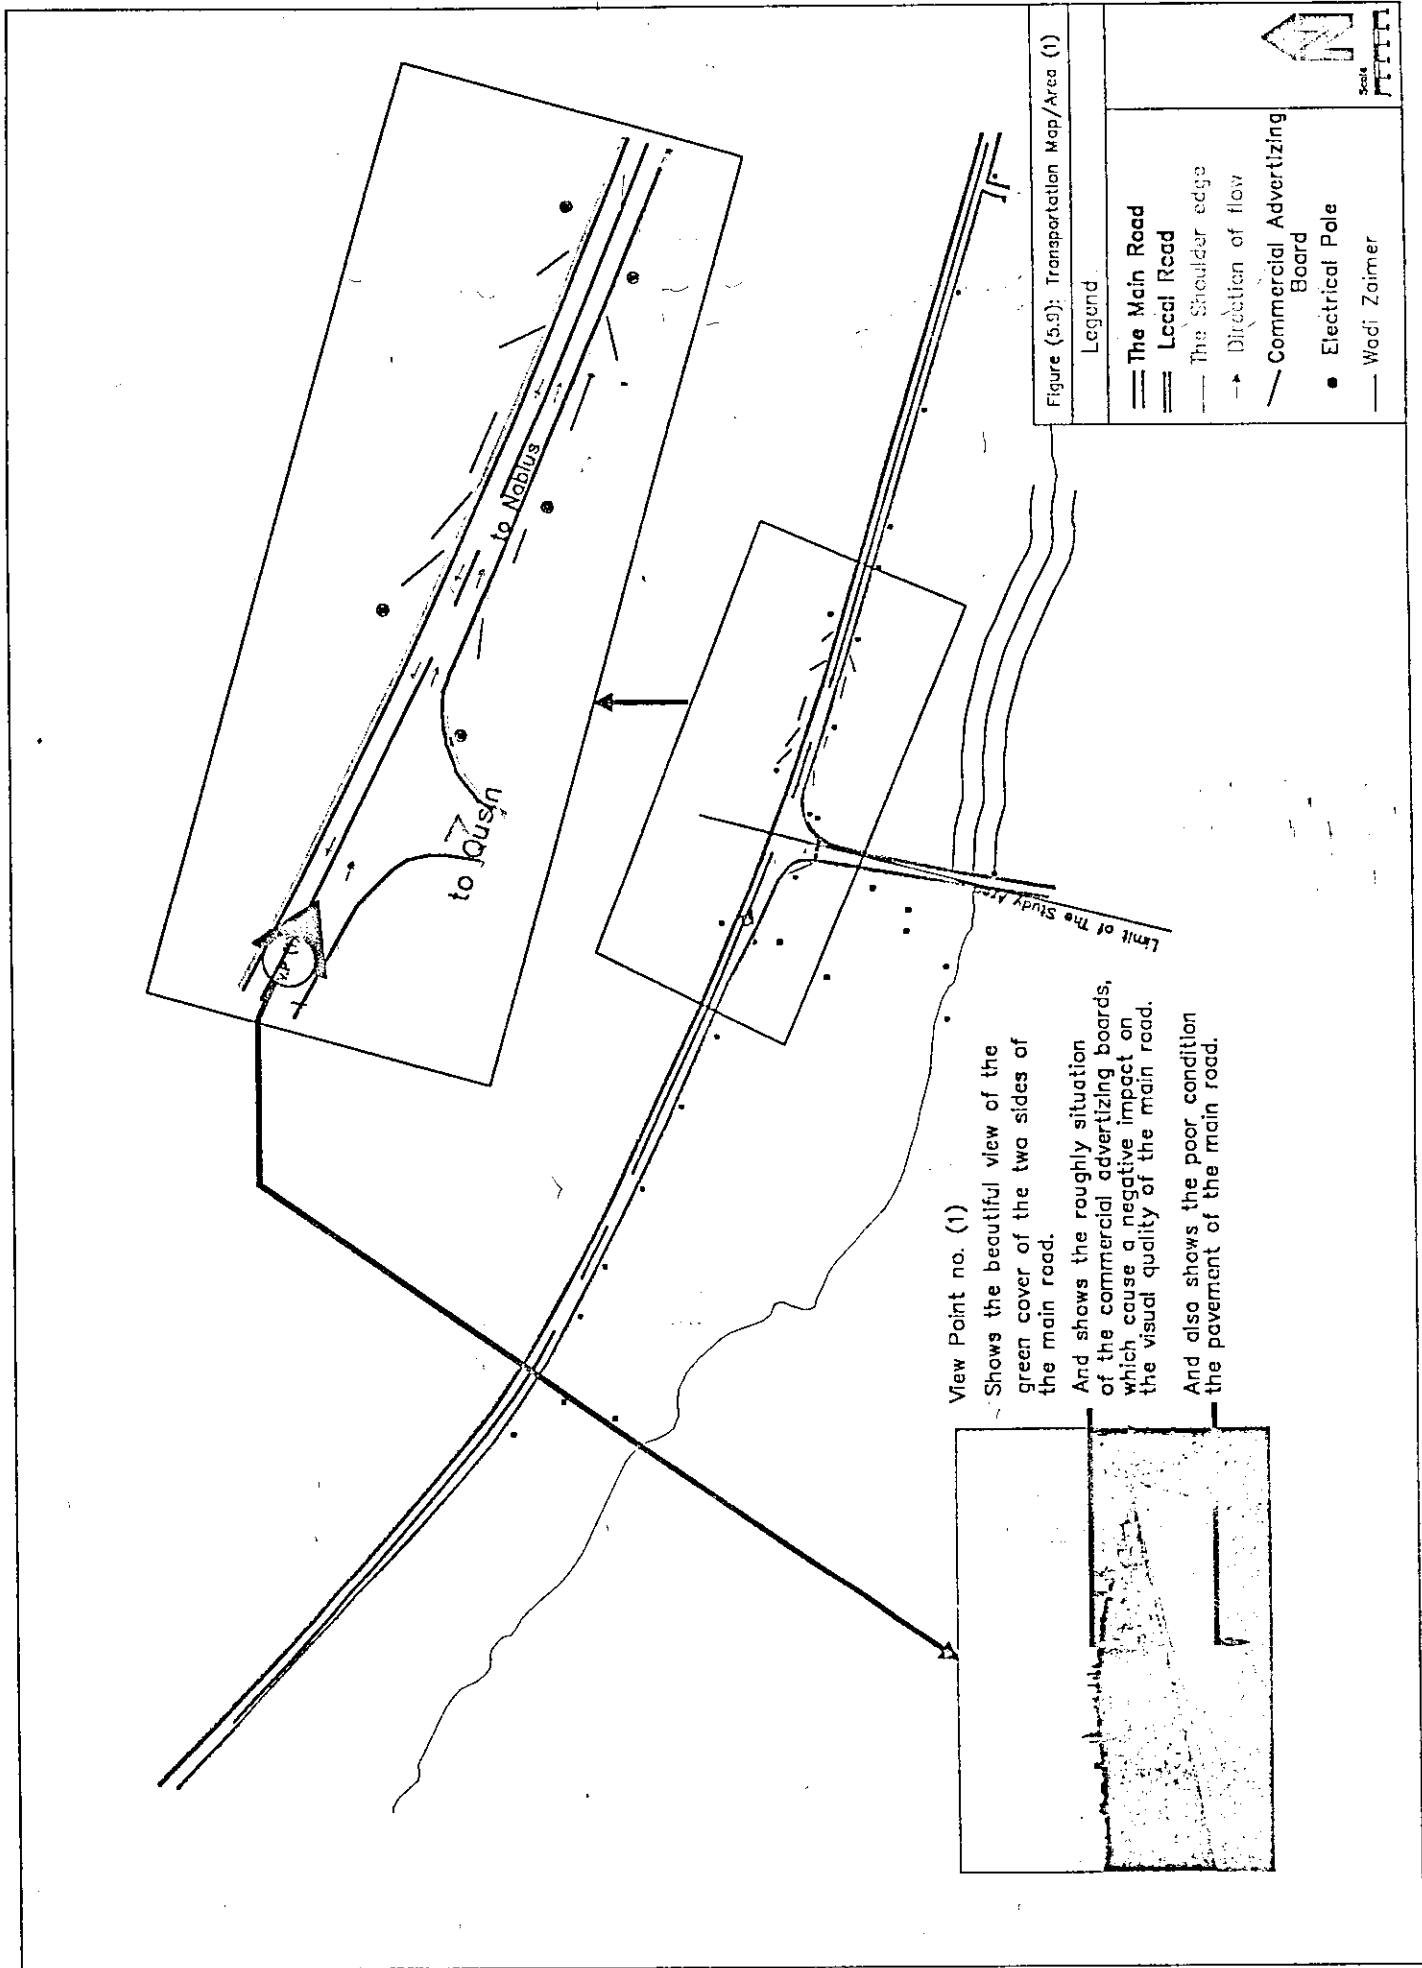 Figure (5.9): Transportation Map/Area (1)
Legend
The Main Road
Local Road
The Shoulder edge
Direction of flow
Commercial Advertizing
Board
Electrical Pole
Wadi Zaimer
Scale
N
to Nablus
to Qusin
V.P (1)
Limit of The Study Area
View Point no. (1)
Shows the beautiful view of the
green cover of the two sides of
the main road.
And shows the roughly situation
of the commercial advertizing boards,
which cause a negative impact on
the visual quality of the main road.
And also shows the poor condition
the pavement of the main road.